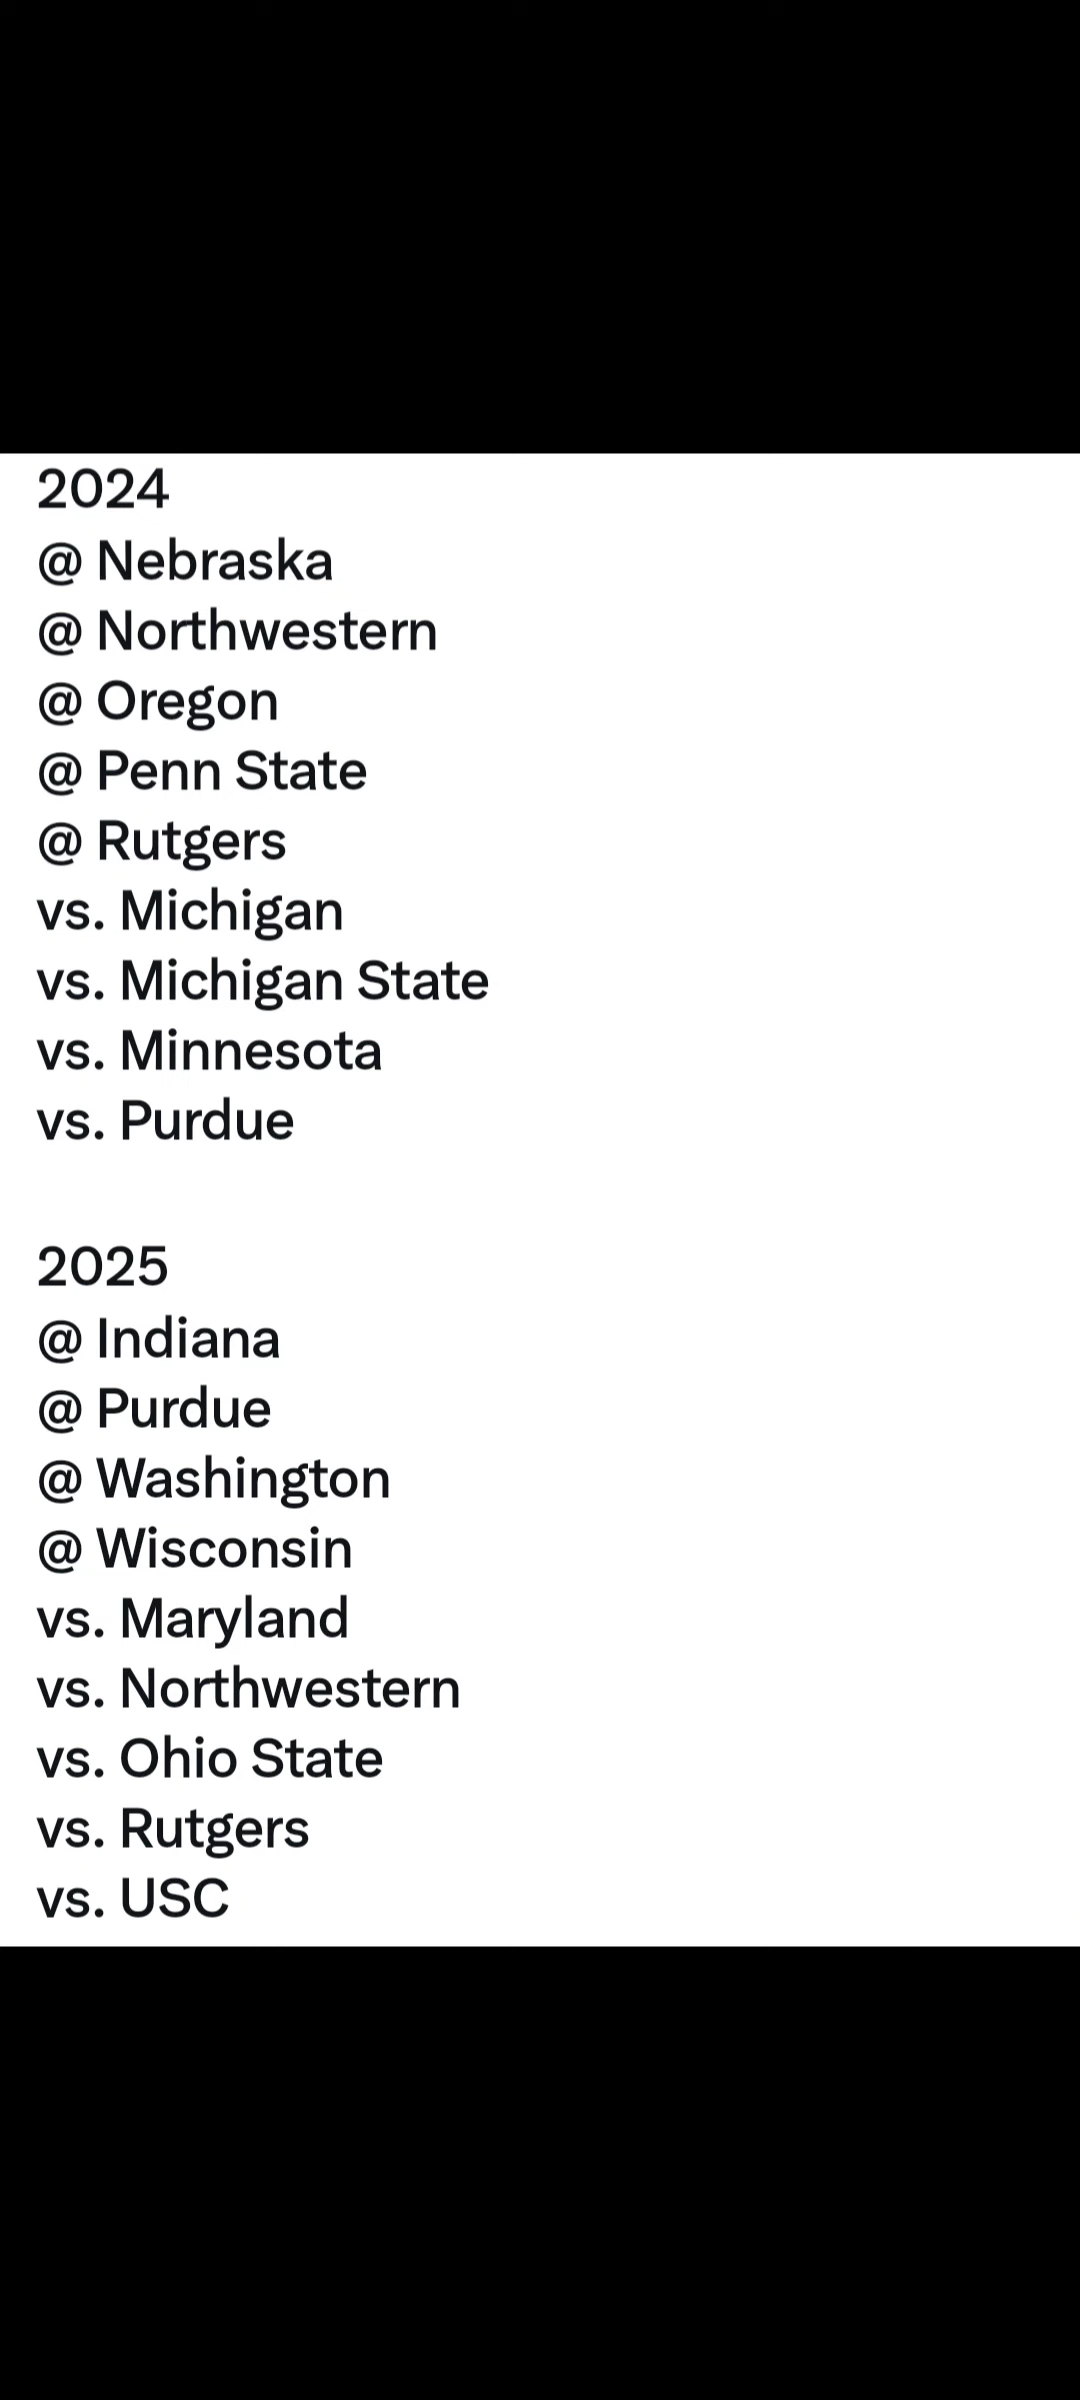 2024
@ Nebraska
@ Northwestern
@ Oregon
@ Penn State
@ Rutgers
vs. Michigan
vs. Michigan State
vs. Minnesota
vs. Purdue
2025
@ Indiana
@ Purdue
@ Washington
@ Wisconsin
vs. Maryland
vs. Northwestern
vs. Ohio State
vs. Rutgers
vs. USC